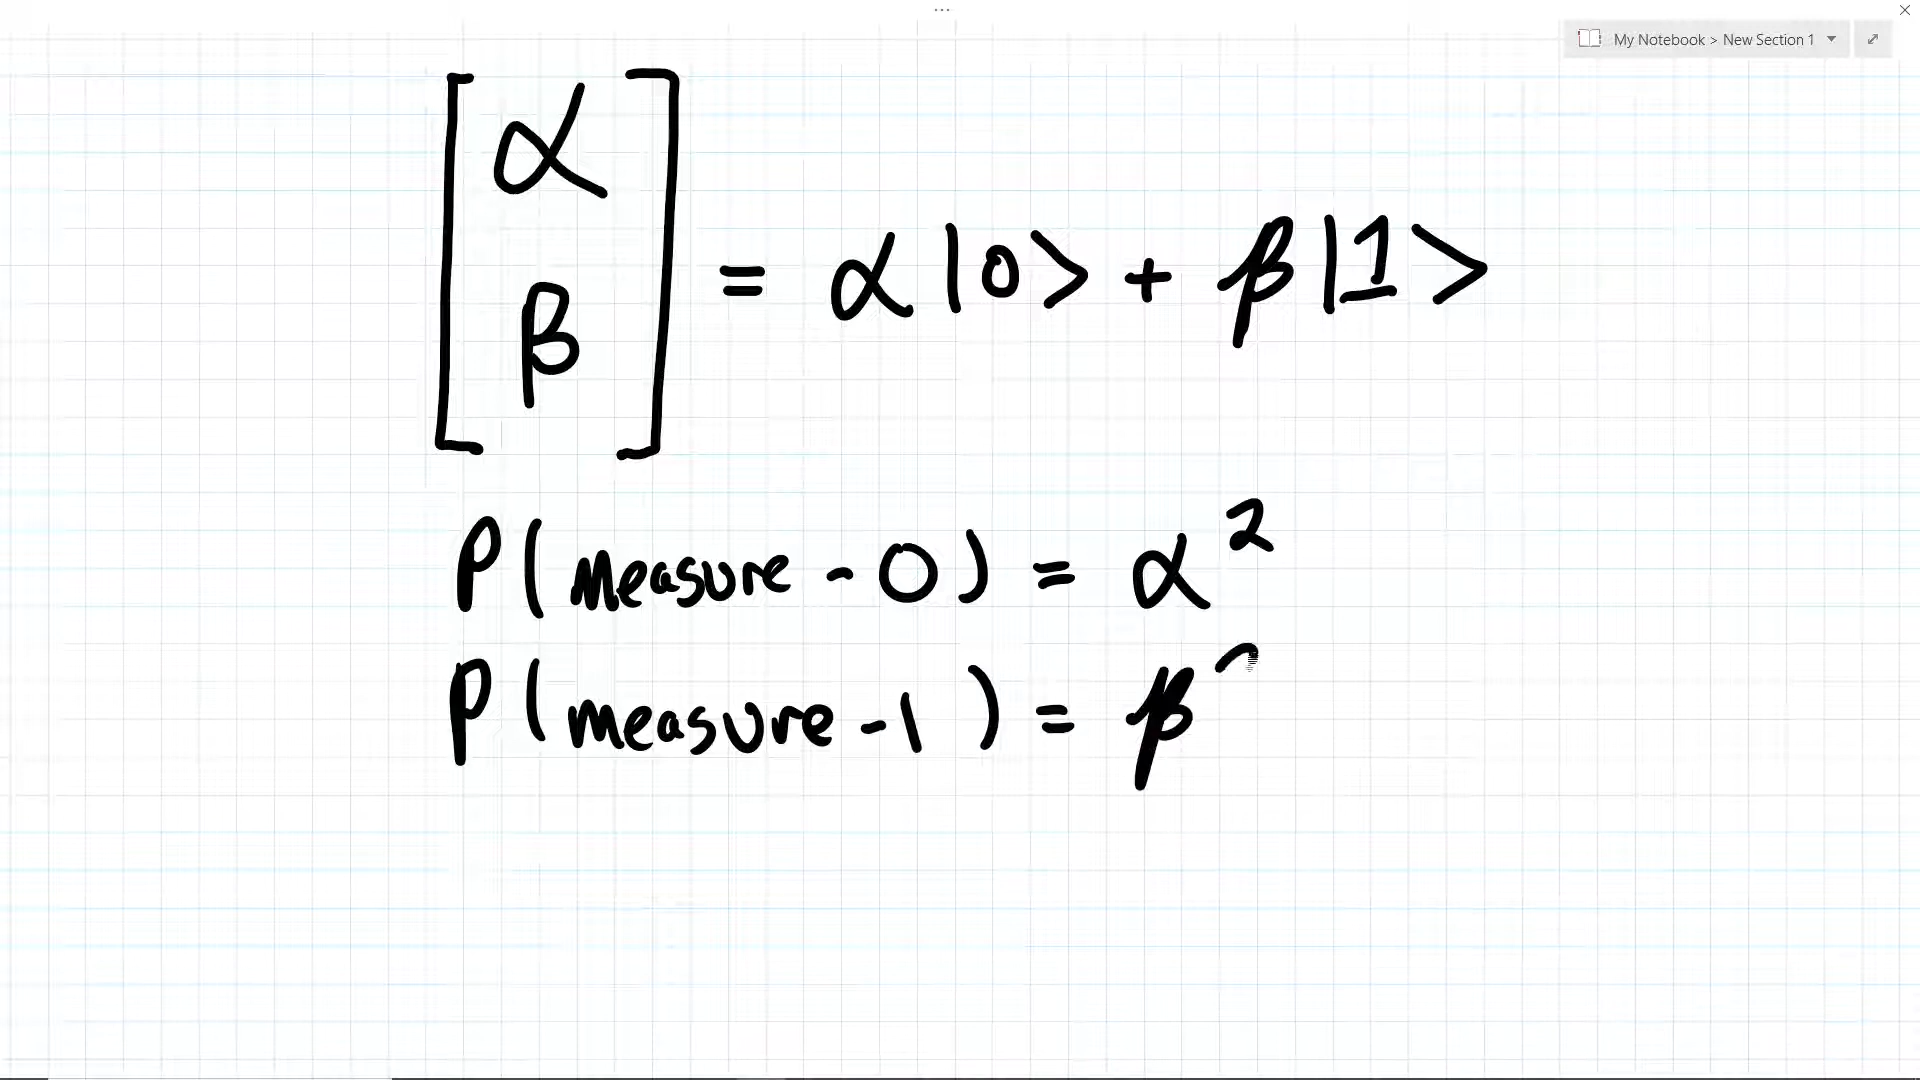 ...
My Notebook > New Section 1
[α β] = α|0> + β|1>
P(measure - 0) = α²
P(measure - 1) = β